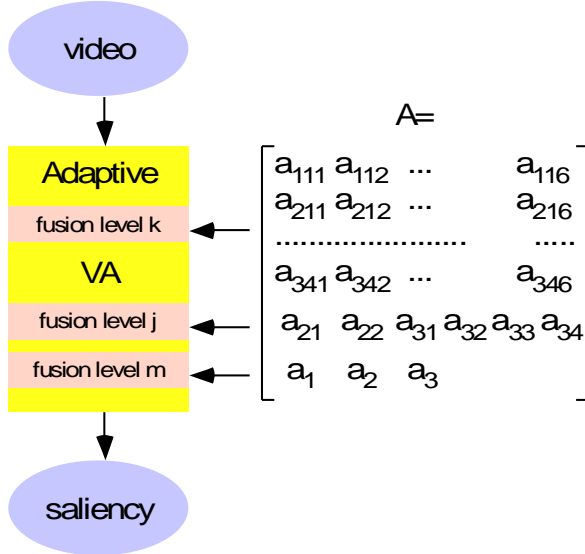 video
Adaptive
fusion level k
VA
fusion level j
fusion level m
saliency
A=
a111 a112 ... a116
a211 a212 ... a216
....................... .....
a341 a342 ... a346
a21 a22 a31 a32 a33 a34
a1 a2 a3